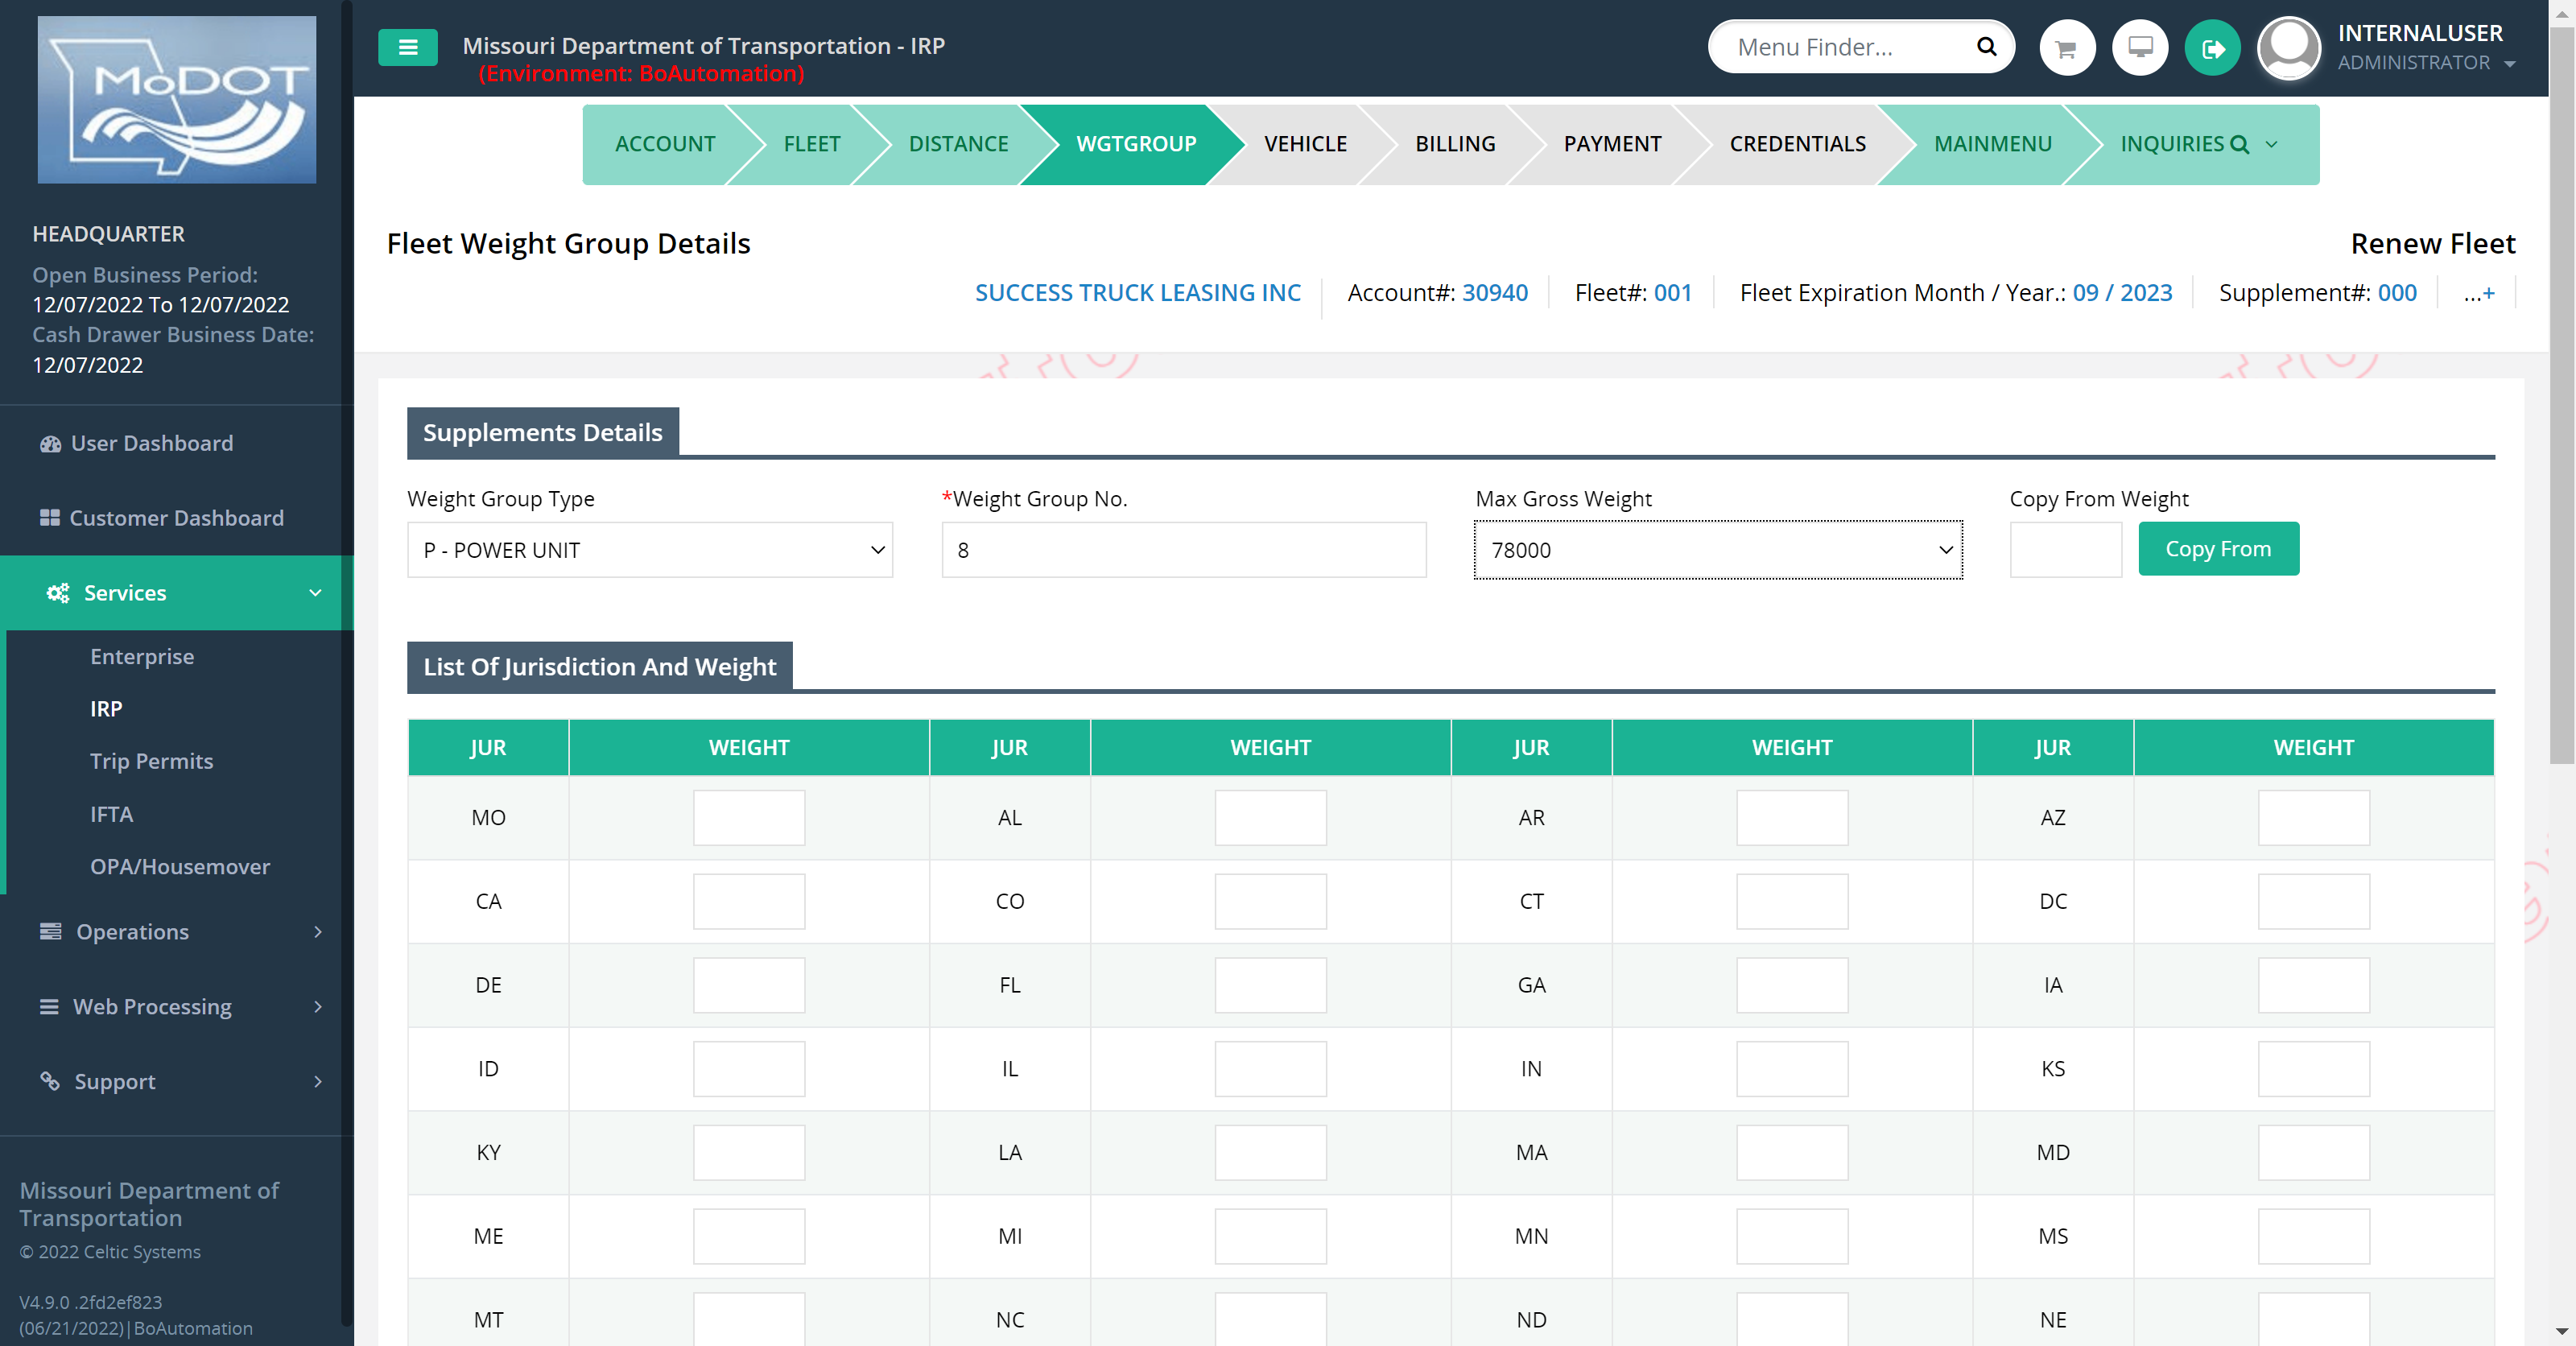 MoDOT
Missouri Department of Transportation - IRP
(Environment: BoAutomation)
Menu Finder...
INTERNALUSER
ADMINISTRATOR
ACCOUNT
FLEET
DISTANCE
WGTGROUP
VEHICLE
BILLING
PAYMENT
CREDENTIALS
MAINMENU
INQUIRIES
HEADQUARTER
Open Business Period:
12/07/2022 To 12/07/2022
Cash Drawer Business Date:
12/07/2022
User Dashboard
Customer Dashboard
Services
Enterprise
IRP
Trip Permits
IFTA
OPA/Housemover
Operations
Web Processing
Support
Missouri Department of
Transportation
© 2022 Celtic Systems
V4.9.0 .2fd2ef823
(06/21/2022)|BoAutomation
Fleet Weight Group Details
Renew Fleet
SUCCESS TRUCK LEASING INC Account#: 30940 Fleet#: 001 Fleet Expiration Month / Year.: 09 / 2023 Supplement#: 000 ...+
Supplements Details
Weight Group Type *Weight Group No. Max Gross Weight Copy From Weight
P - POWER UNIT 8 78000 Copy From
List Of Jurisdiction And Weight
JUR WEIGHT JUR WEIGHT JUR WEIGHT JUR WEIGHT
MO AL AR AZ
CA CO CT DC
DE FL GA IA
ID IL IN KS
KY LA MA MD
ME MI MN MS
MT NC ND NE